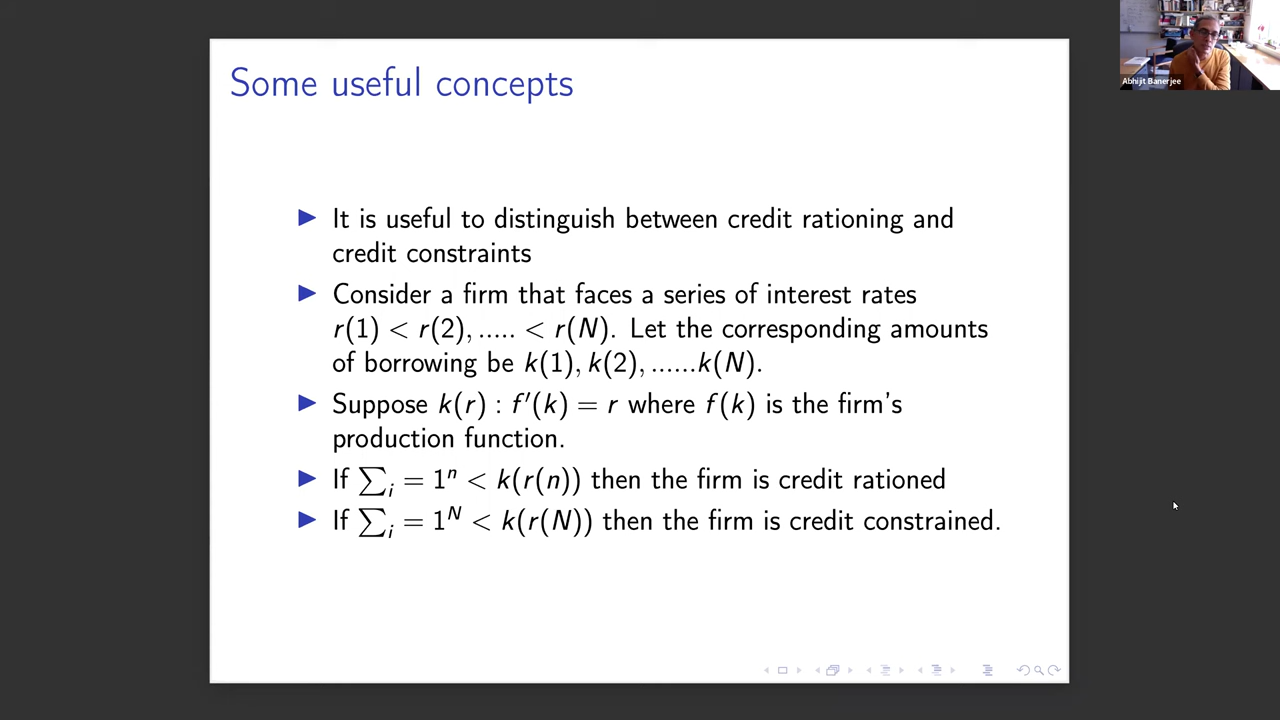 Some useful concepts
Abhijit Banerjee
▶ It is useful to distinguish between credit rationing and
credit constraints
▶ Consider a firm that faces a series of interest rates
r(1) < r(2), ..... < r(N). Let the corresponding amounts
of borrowing be k(1), k(2), ......k(N).
▶ Suppose k(r) : f′(k) = r where f(k) is the firm's
production function.
▶ If ∑ᵢ = 1ⁿ < k(r(n)) then the firm is credit rationed
▶ If ∑ᵢ = 1ᴺ < k(r(N)) then the firm is credit constrained.